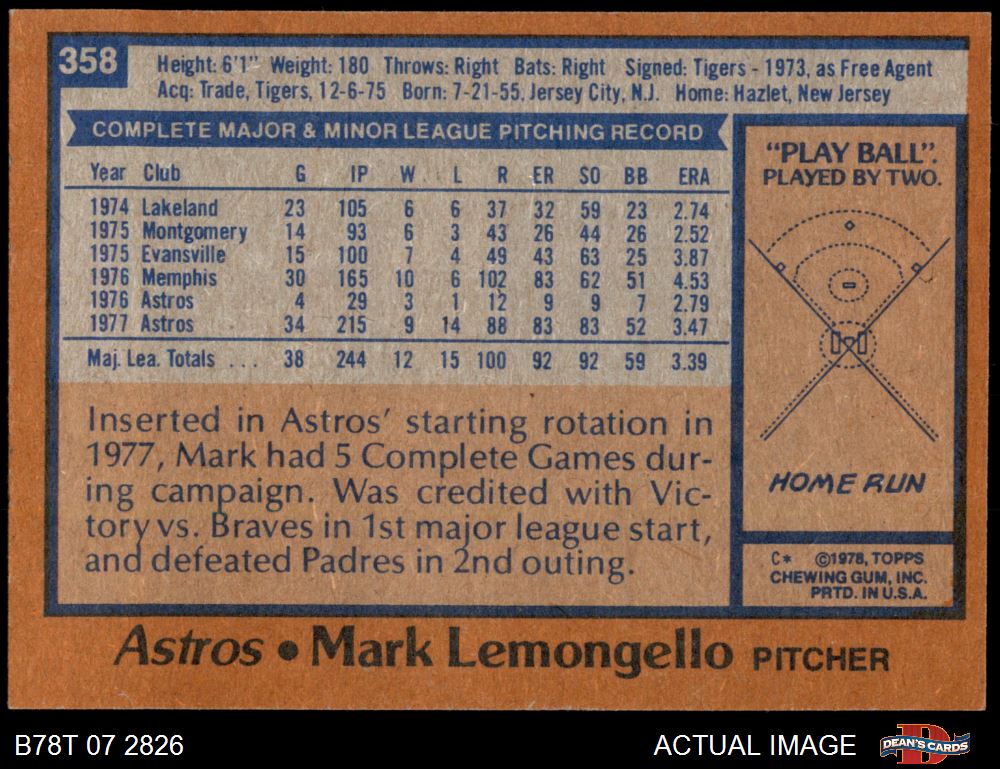 358
Height: 6'1" Weight: 180 Throws: Right Bats: Right Signed: Tigers - 1973, as Free Agent
Acq: Trade, Tigers, 12-6-75 Born: 7-21-55, Jersey City, N.J. Home: Hazlet, New Jersey
COMPLETE MAJOR & MINOR LEAGUE PITCHING RECORD
Year Club G IP W L R ER SO BB ERA
1974 Lakeland 23 105 6 6 37 32 59 23 2.74
1975 Montgomery 14 93 6 3 43 26 44 26 2.52
1975 Evansville 15 100 7 4 49 43 63 25 3.87
1976 Memphis 30 165 10 6 102 83 62 51 4.53
1976 Astros 4 29 3 1 12 9 9 7 2.79
1977 Astros 34 215 9 14 88 83 83 52 3.47
Maj. Lea. Totals . . . 38 244 12 15 100 92 92 59 3.39
Inserted in Astros' starting rotation in
1977, Mark had 5 Complete Games dur-
ing campaign. Was credited with Vic-
tory vs. Braves in 1st major league start,
and defeated Padres in 2nd outing.
"PLAY BALL".
PLAYED BY TWO.
HOME RUN
C* ©1978, TOPPS
CHEWING GUM, INC.
PRTD. IN U.S.A.
Astros • Mark Lemongello PITCHER
B78T 07 2826
ACTUAL IMAGE
D
DEAN'S CARDS